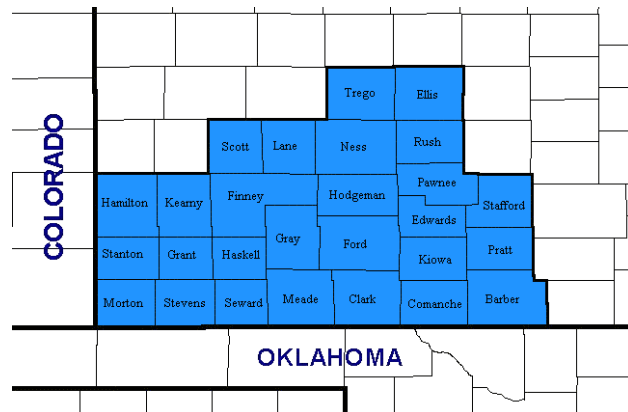 Trego Ellis
Scott Lane Ness Rush
Pawnee
Hamilton Kearny Finney Hodgeman Stafford
Edwards
Stanton Grant Haskell Gray Ford Kiowa Pratt
Morton Stevens Seward Meade Clark Comanche Barber
COLORADO
OKLAHOMA